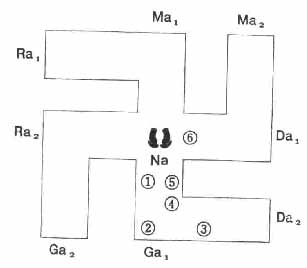 Ma₁ Ma₂
Ra₁
Ra₂ ⑥ Da₁
Na
① ⑤
④ Da₂
② ③
Ga₂ Ga₁